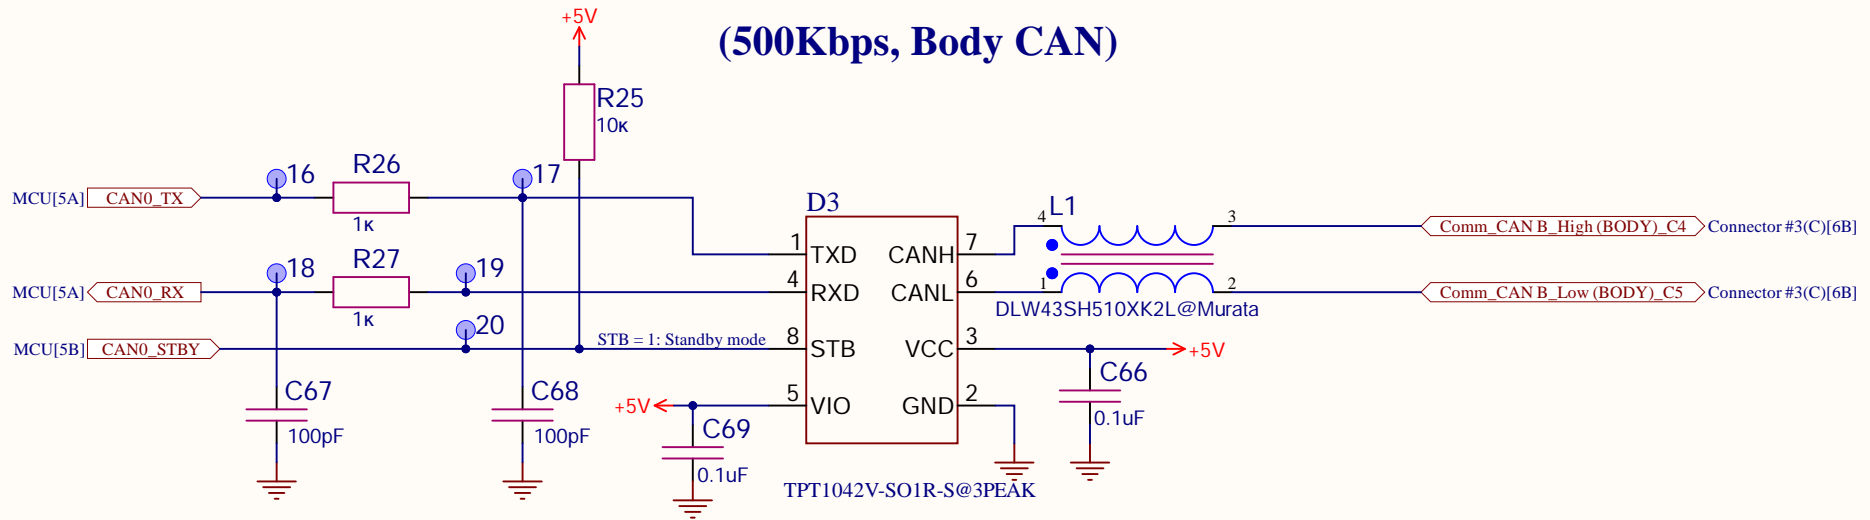 (500Kbps, Body CAN)
+5V
R25
10K
16
R26
1K
17
MCU[5A]
CAN0_TX
18
R27
1K
19
MCU[5A]
CAN0_RX
20
MCU[5B]
CAN0_STBY
STB = 1: Standby mode
C67
100pF
C68
100pF
+5V
C69
0.1uF
D3
1
TXD
CANH
7
4
RXD
CANL
6
8
STB
VCC
3
5
VIO
GND
2
TPT1042V-SO1R-S@3PEAK
4
L1
3
1
2
DLW43SH510XK2L@Murata
Comm_CAN B_High (BODY)_C4
Connector #3(C)[6B]
Comm_CAN B_Low (BODY)_C5
Connector #3(C)[6B]
+5V
C66
0.1uF